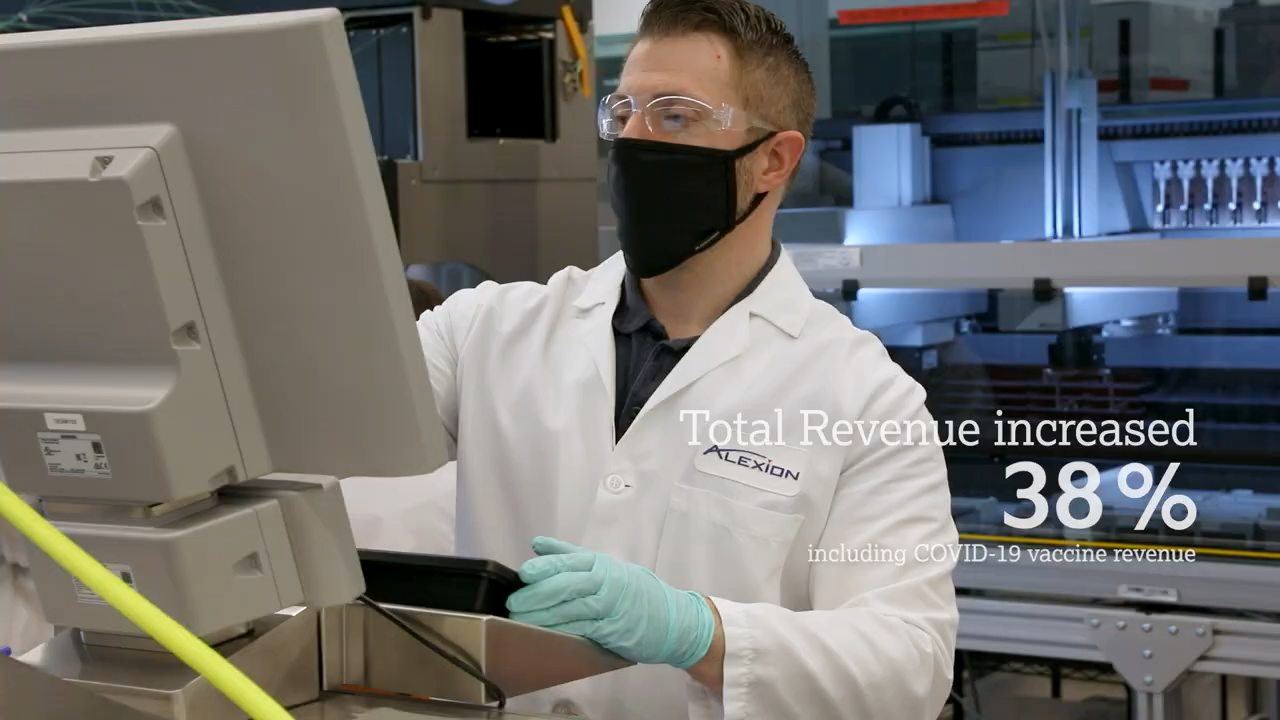 Total Revenue increased
ALEXION
38%
including COVID-19 vaccine revenue